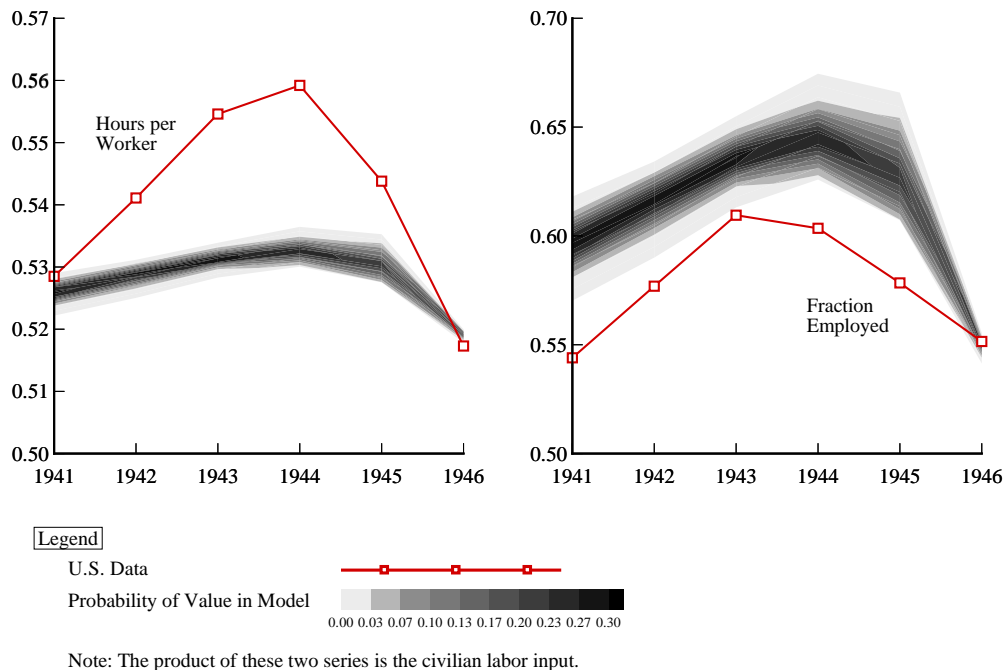 0.57
0.56
0.55
0.54
0.53
0.52
0.51
0.50
Hours per
Worker
1941 1942 1943 1944 1945 1946
0.70
0.65
0.60
0.55
0.50
Fraction
Employed
1941 1942 1943 1944 1945 1946
Legend
U.S. Data
Probability of Value in Model
0.00 0.03 0.07 0.10 0.13 0.17 0.20 0.23 0.27 0.30
Note: The product of these two series is the civilian labor input.